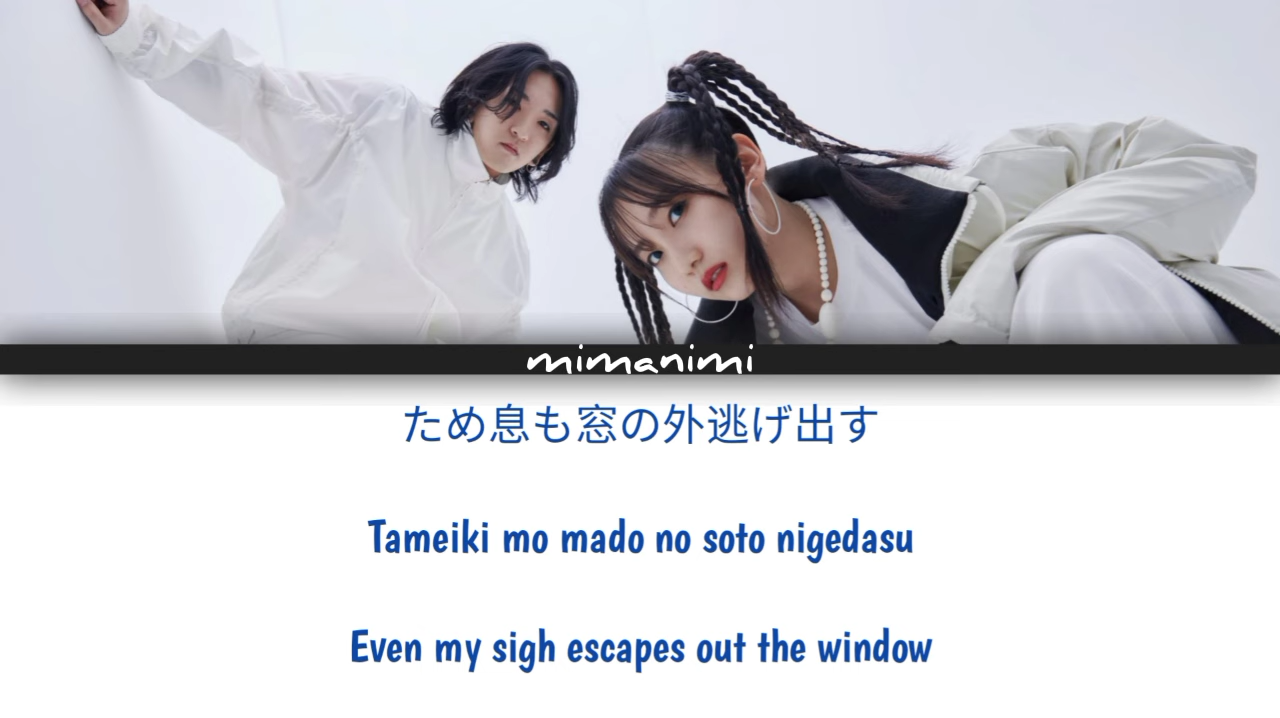 mimanimi
ため息も窓の外逃げ出す
Tameiki mo mado no soto nigedasu
Even my sigh escapes out the window